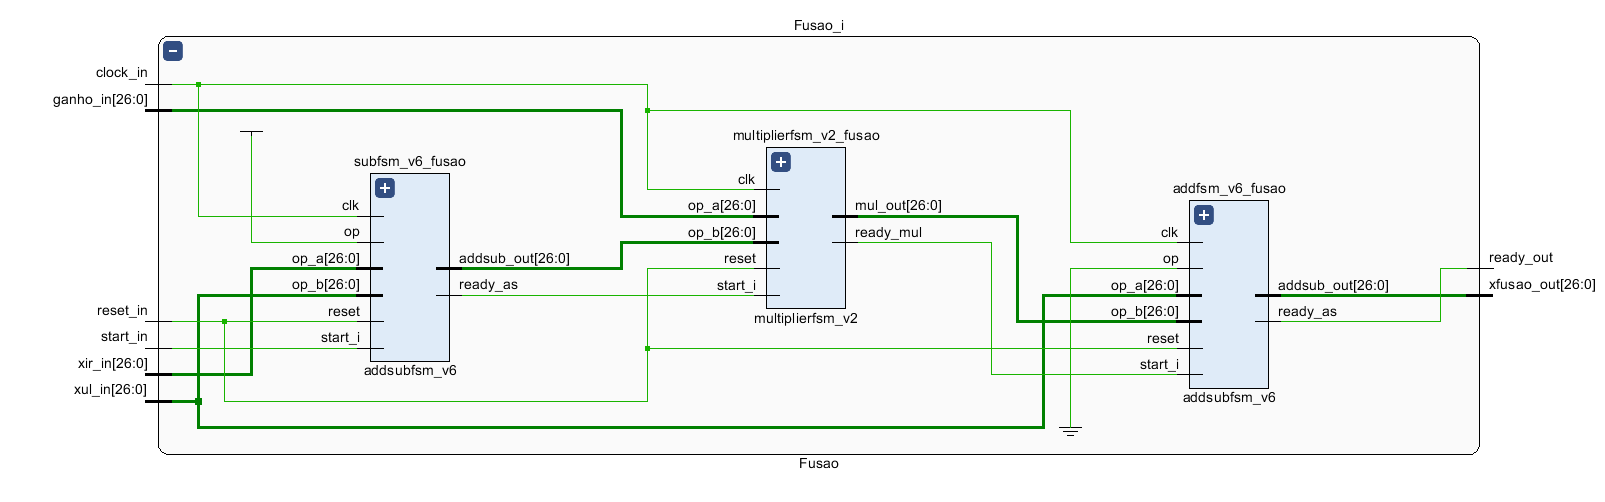 Fusao_i
clock_in
ganho_in[26:0]
reset_in
start_in
xir_in[26:0]
xul_in[26:0]
subfsm_v6_fusao
clk
op
op_a[26:0]
op_b[26:0]
reset
start_i
addsub_out[26:0]
ready_as
addsubfsm_v6
multiplierfsm_v2_fusao
clk
op_a[26:0]
op_b[26:0]
reset
start_i
mul_out[26:0]
ready_mul
multiplierfsm_v2
addfsm_v6_fusao
clk
op
op_a[26:0]
op_b[26:0]
reset
start_i
addsub_out[26:0]
ready_as
addsubfsm_v6
ready_out
xfusao_out[26:0]
Fusao